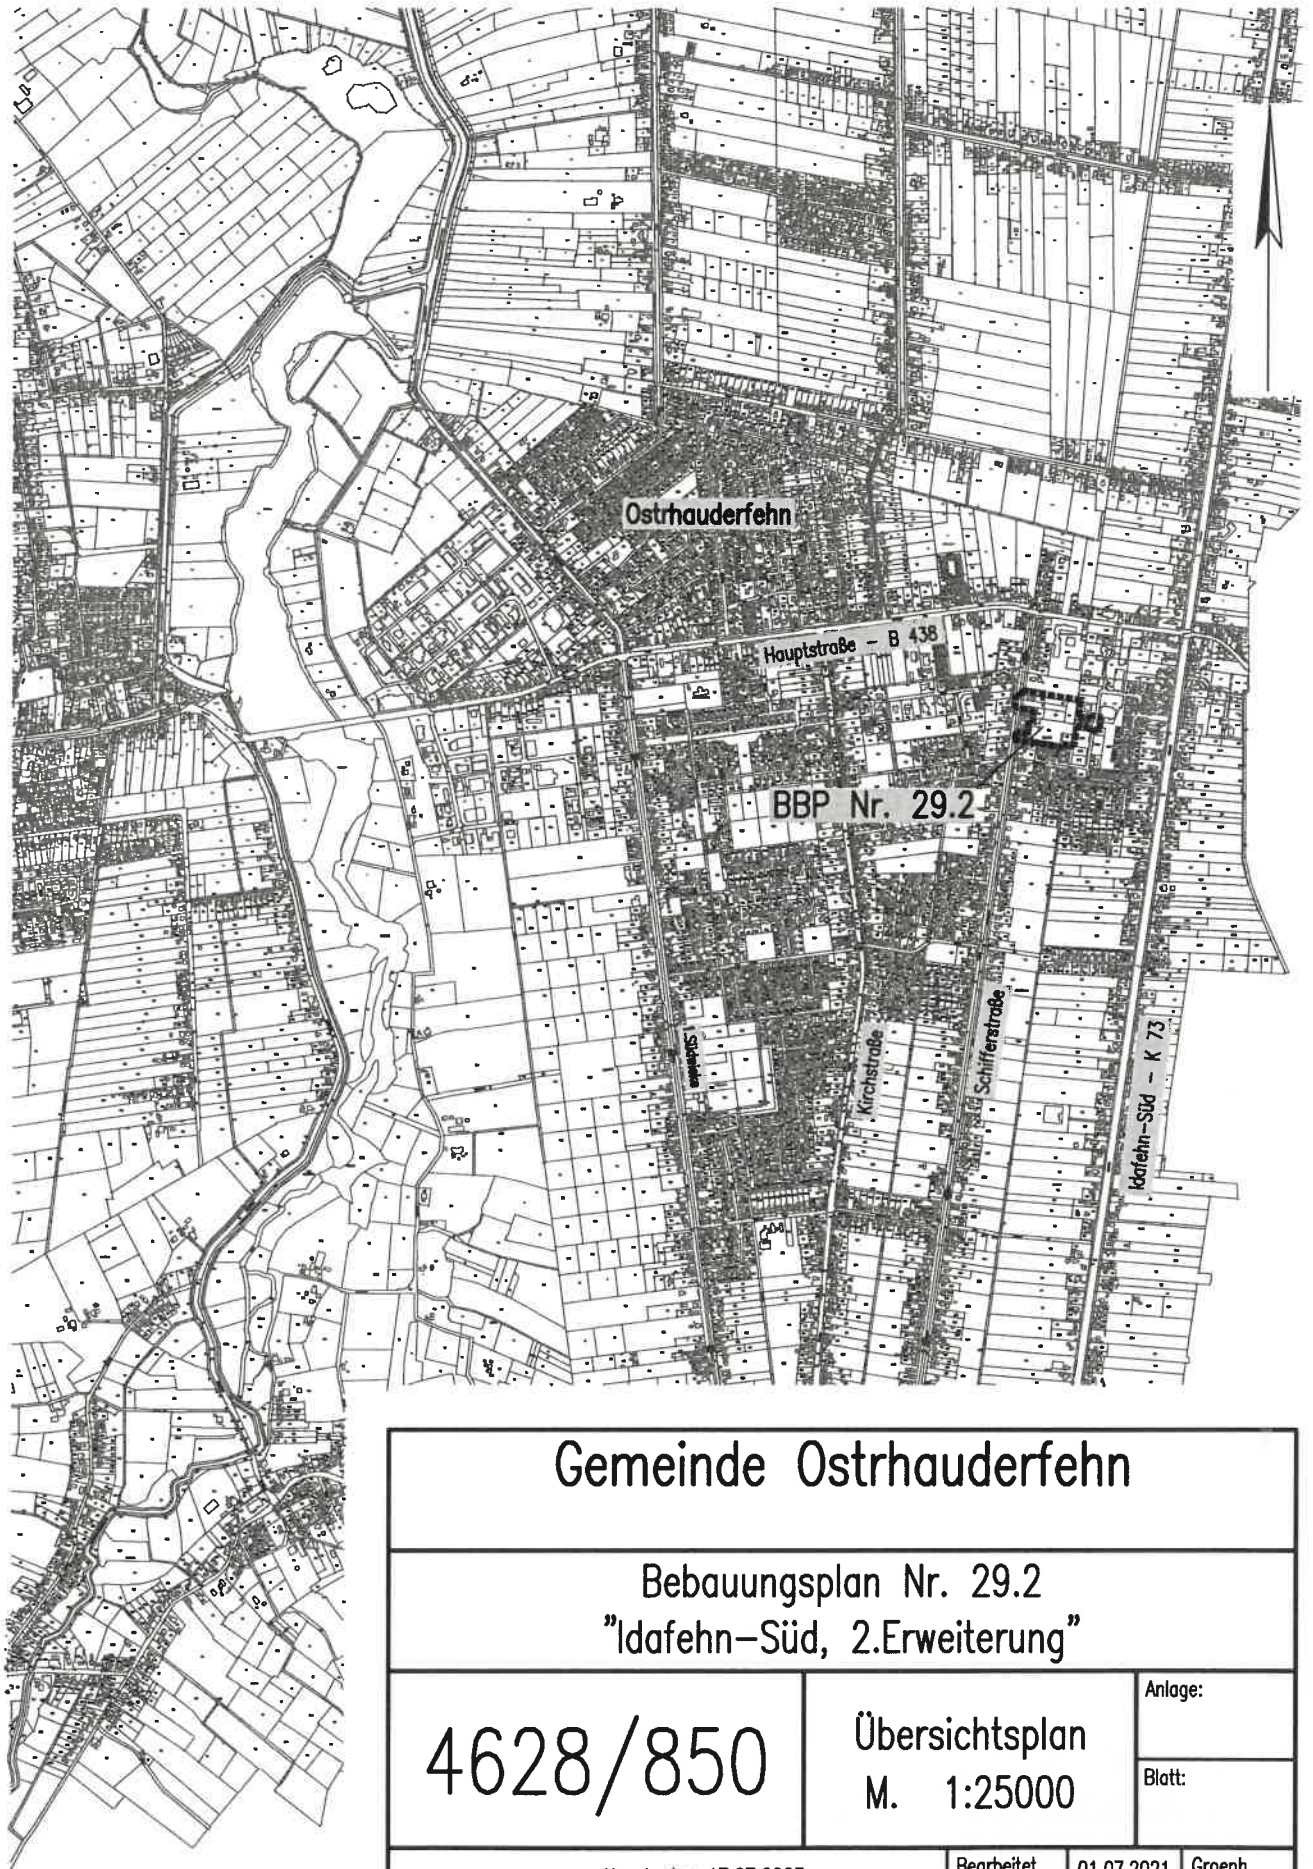 Ostrhauderfehn
Hauptstraße - B 438
BBP Nr. 29.2
Kirchstraße
Schifferstraße
Idafehn-Süd - K 73
Gemeinde Ostrhauderfehn
Bebauungsplan Nr. 29.2
"Idafehn-Süd, 2.Erweiterung"
4628/850
Übersichtsplan
M. 1:25000
Anlage:
Blatt:
Bearbeitet
01.07.2021